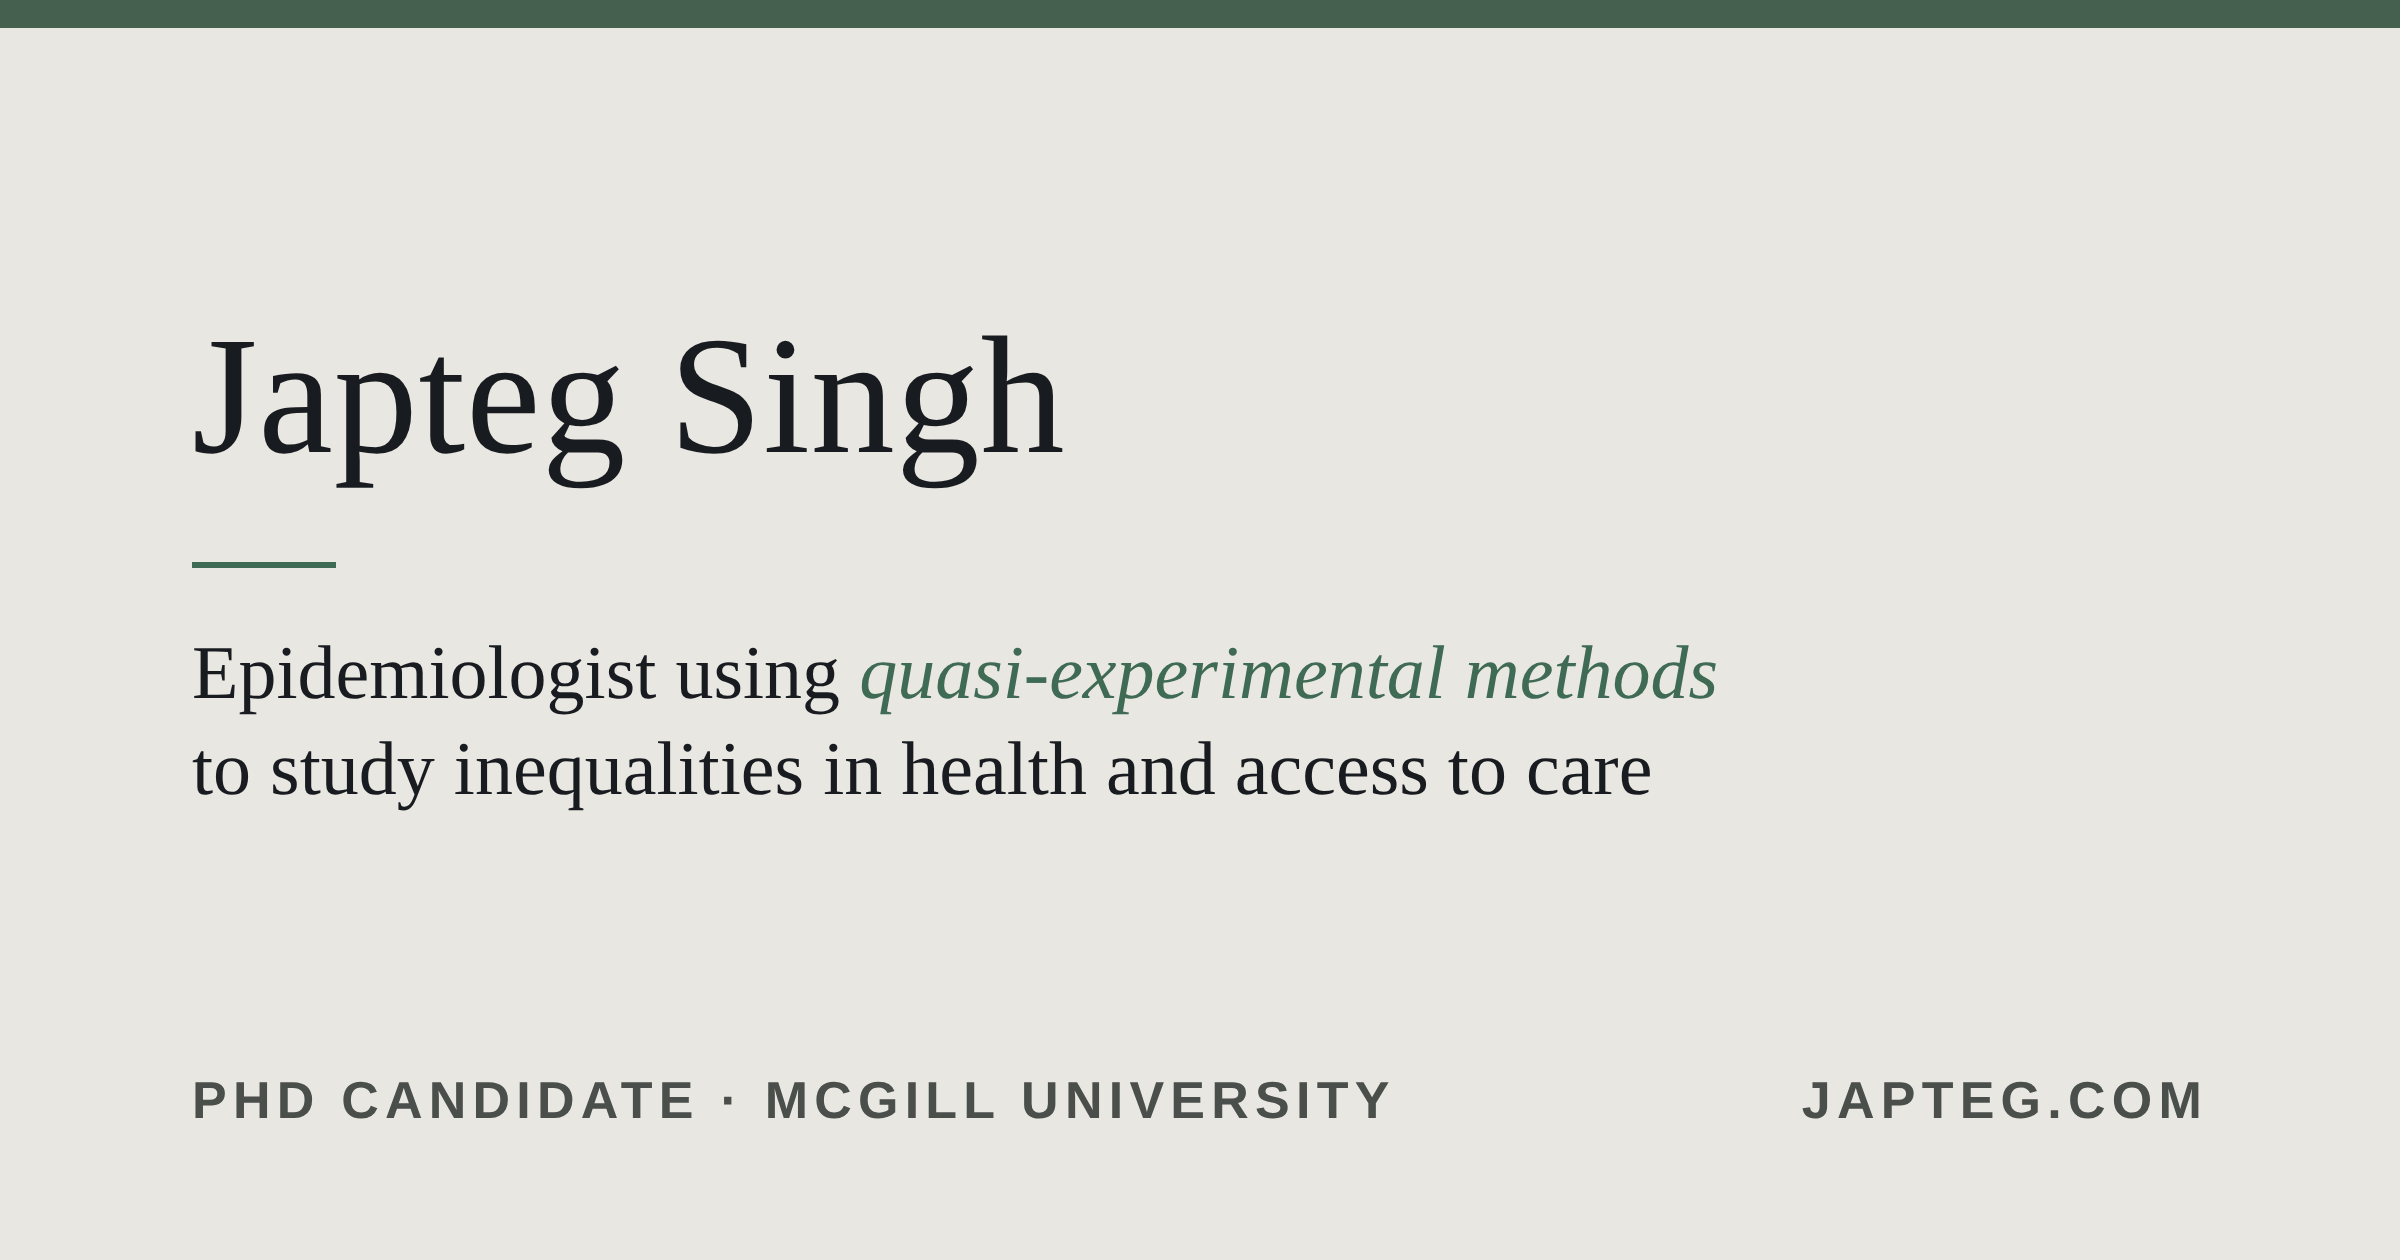 Japteg Singh
Epidemiologist using quasi-experimental methods
to study inequalities in health and access to care
PHD CANDIDATE · MCGILL UNIVERSITY
JAPTEG.COM